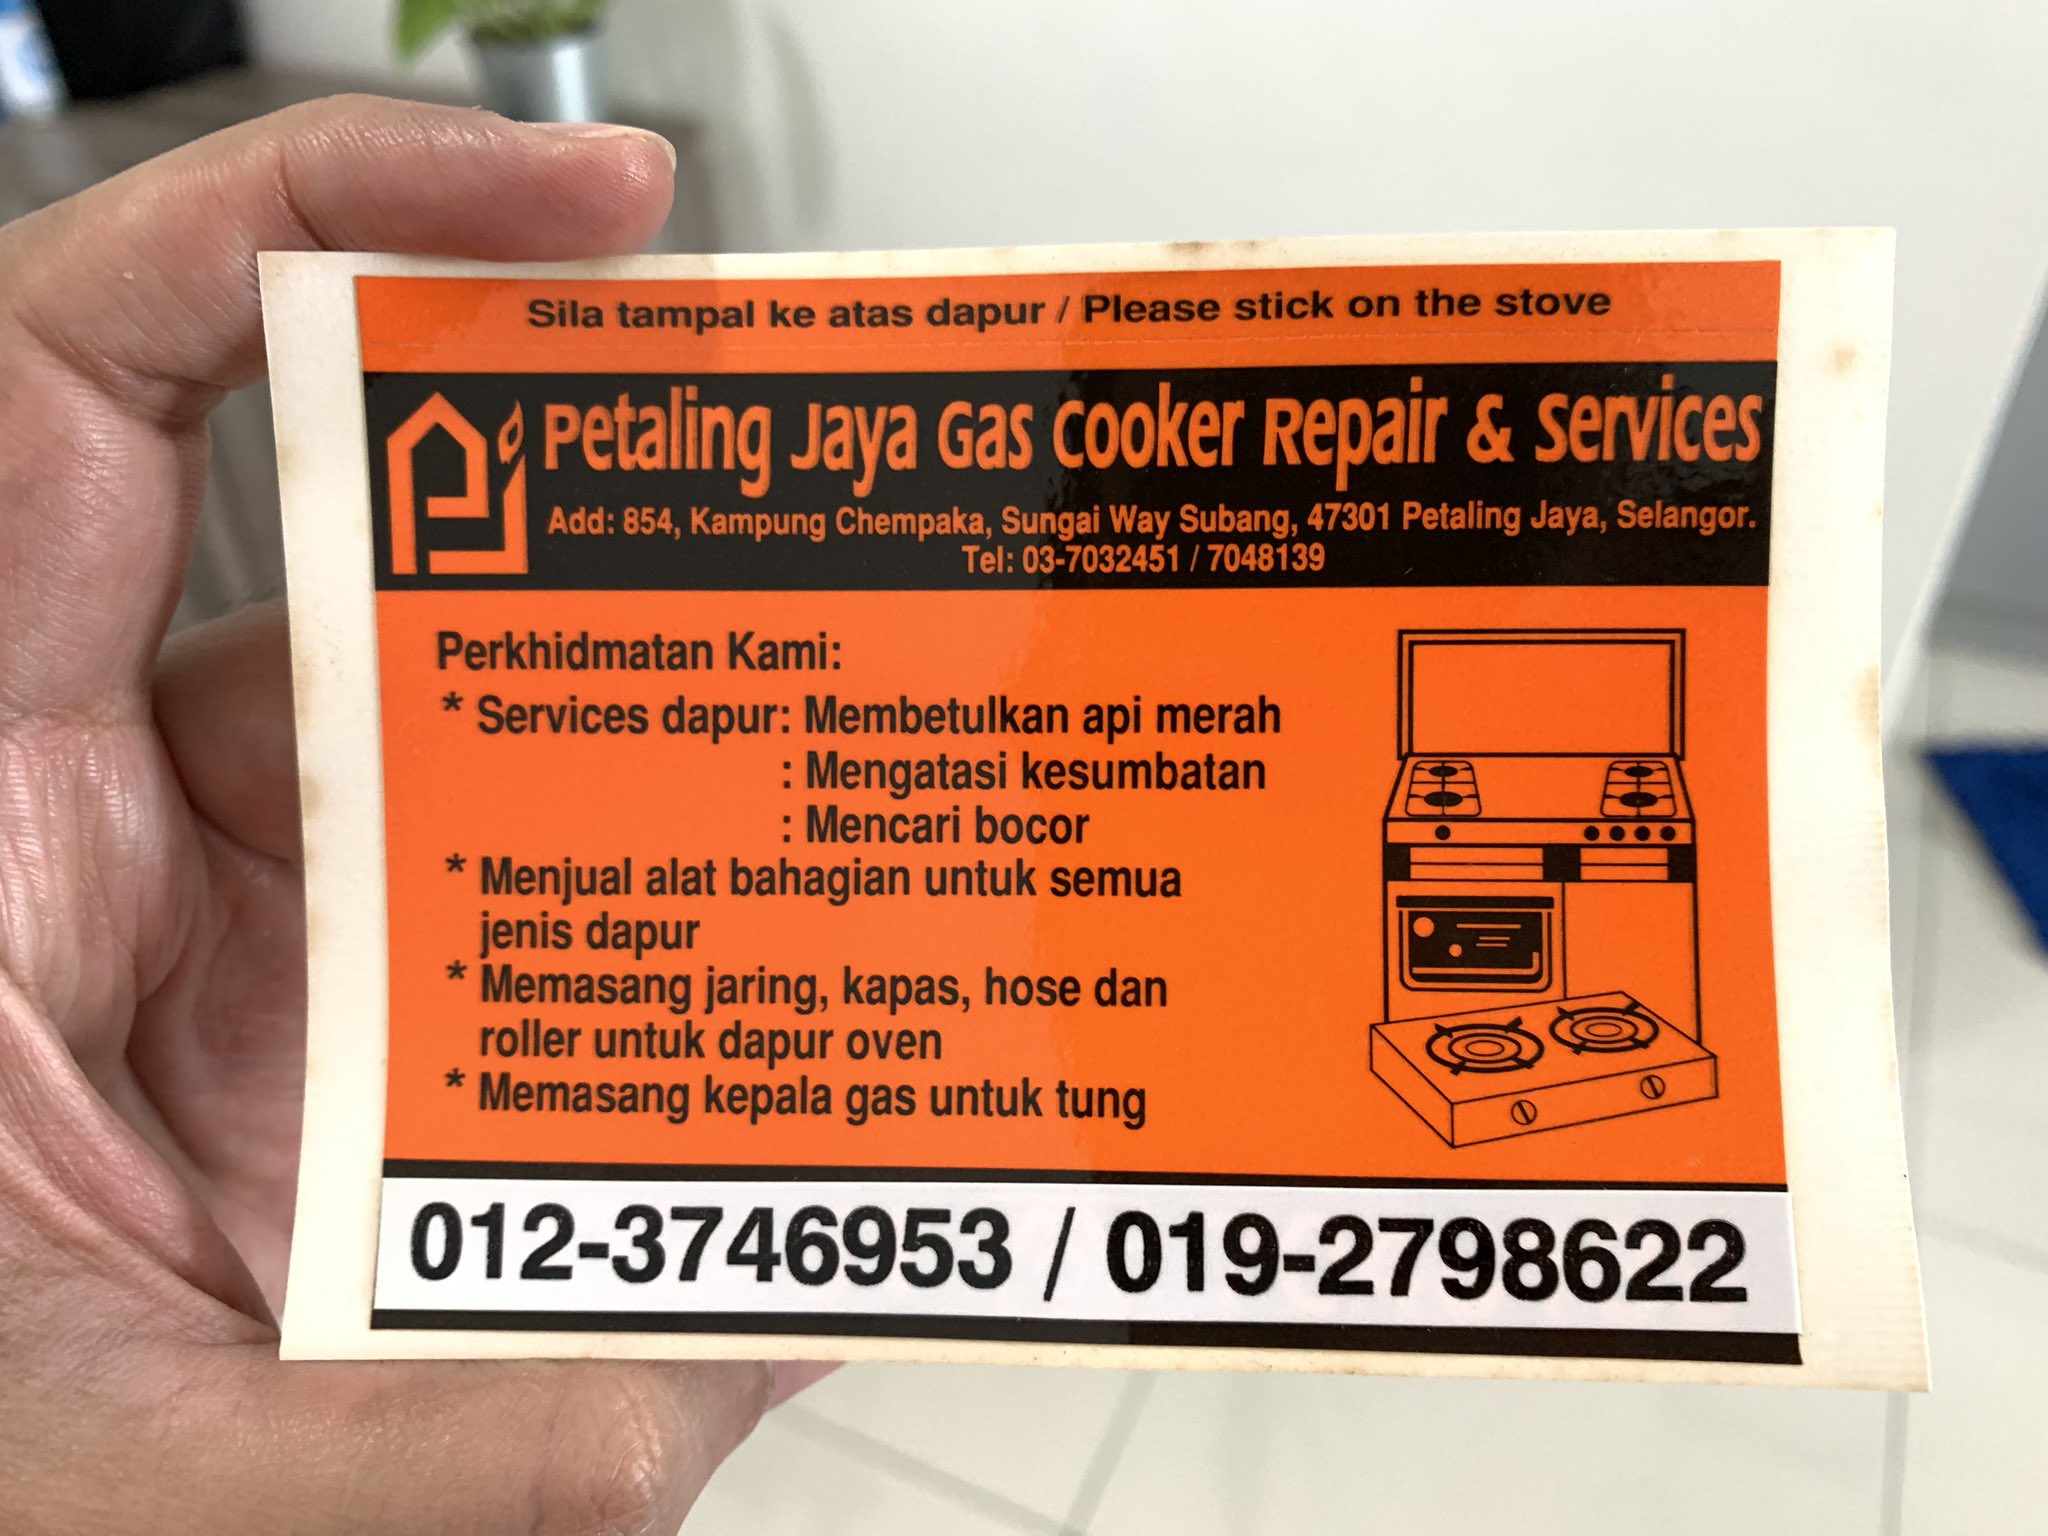 Sila tampal ke atas dapur / Please stick on the stove
Petaling Jaya Gas Cooker Repair & Services
Add: 854, Kampung Chempaka, Sungai Way Subang, 47301 Petaling Jaya, Selangor.
Tel: 03-7032451 / 7048139
Perkhidmatan Kami:
* Services dapur: Membetulkan api merah
: Mengatasi kesumbatan
: Mencari bocor
* Menjual alat bahagian untuk semua
jenis dapur
* Memasang jaring, kapas, hose dan
roller untuk dapur oven
* Memasang kepala gas untuk tung
012-3746953 / 019-2798622